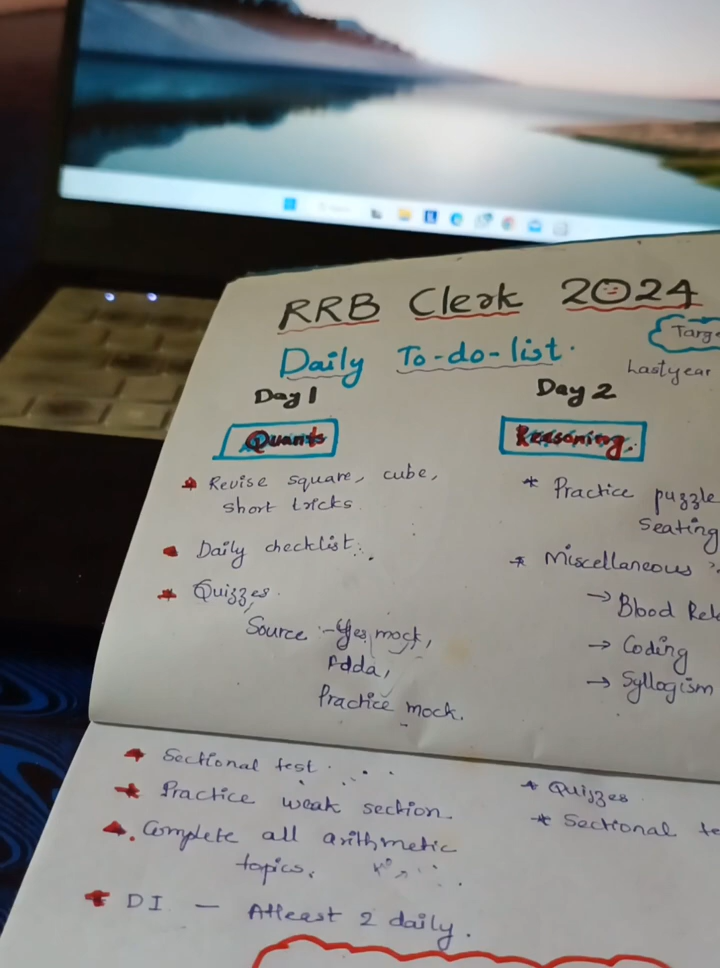 RRB Clerk 2024
Targe
Daily To-do-list.
Last year
Day 1
Quants
* Revise square, cube,
short tricks.
* Daily checklist
* Quizzes
Source :- Yes mock,
Adda,
Practice mock.
* Sectional test
* Practice weak section.
* Complete all arithmetic
topics.
* DI — Atleast 2 daily.
Day 2
Reasoning
* Practice puzzle
Seating
* Miscellaneous
→ Blood Rel
→ Coding
→ Syllogism
* Quizzes
* Sectional te